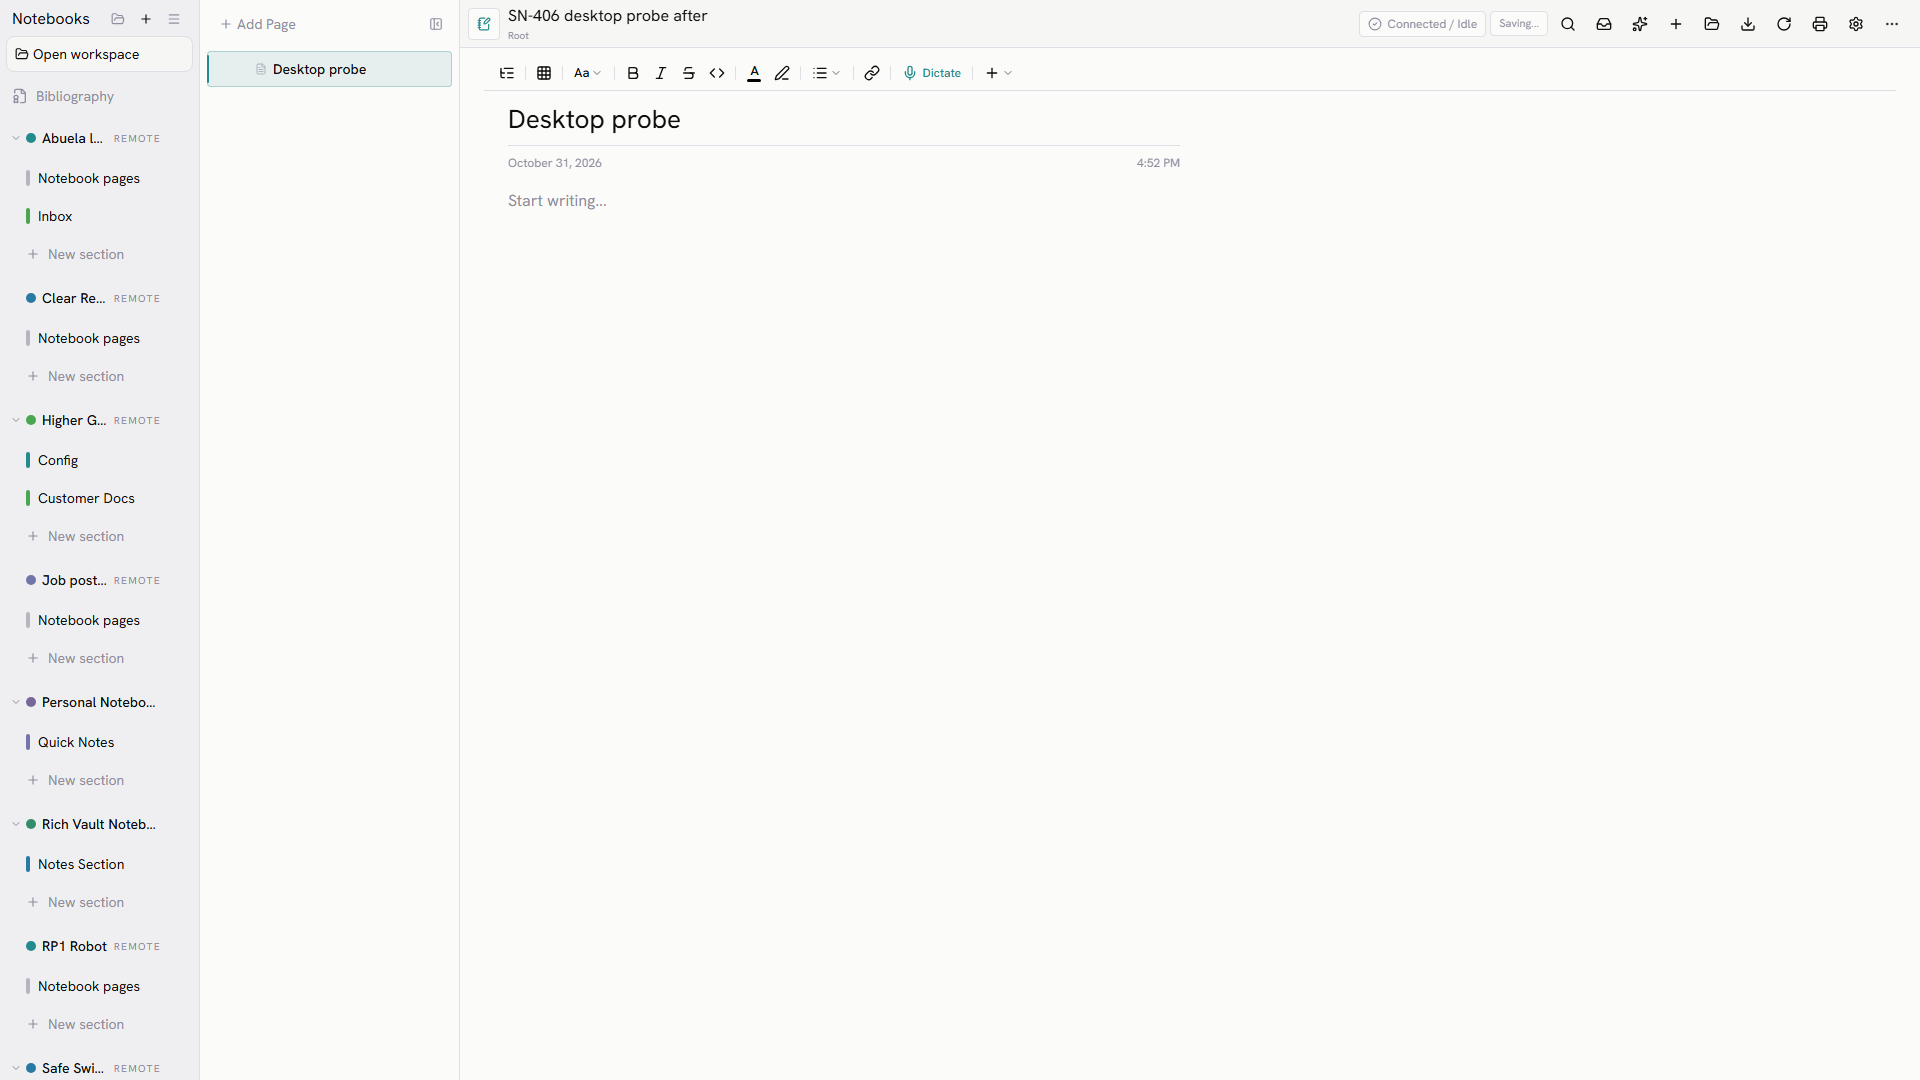 Notebooks
Open workspace
Bibliography
Abuela l... REMOTE
Notebook pages
Inbox
New section
Clear Re... REMOTE
Notebook pages
New section
Higher G... REMOTE
Config
Customer Docs
New section
Job post... REMOTE
Notebook pages
New section
Personal Notebo...
Quick Notes
New section
Rich Vault Noteb...
Notes Section
New section
RP1 Robot REMOTE
Notebook pages
New section
Safe Swi... REMOTE
Add Page
Desktop probe
SN-406 desktop probe after
Root
Connected / Idle
Saving...
Aa
B
I
S
A
Dictate
Desktop probe
October 31, 2026 4:52 PM
Start writing...